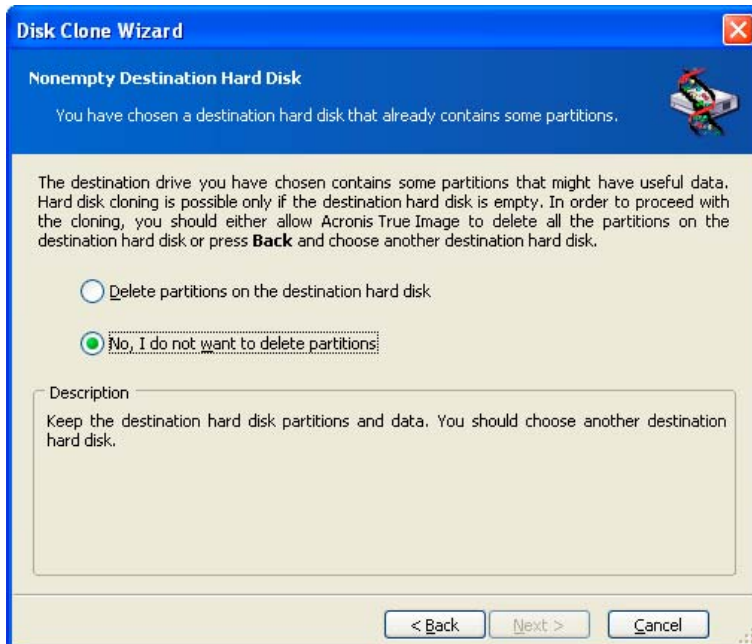 Disk Clone Wizard
Nonempty Destination Hard Disk
You have chosen a destination hard disk that already contains some partitions.
The destination drive you have chosen contains some partitions that might have useful data.
Hard disk cloning is possible only if the destination hard disk is empty. In order to proceed with
the cloning, you should either allow Acronis True Image to delete all the partitions on the
destination hard disk or press Back and choose another destination hard disk.
Delete partitions on the destination hard disk
No, I do not want to delete partitions
Description
Keep the destination hard disk partitions and data. You should choose another destination
hard disk.
< Back Next > Cancel